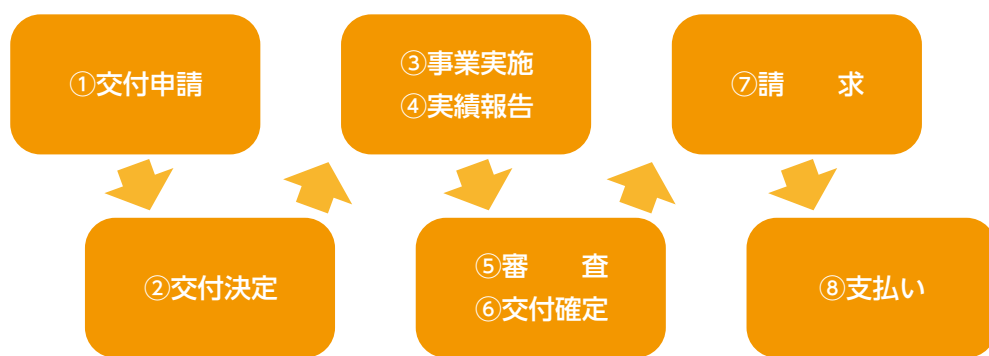 ①交付申請
②交付決定
③事業実施
④実績報告
⑤審　　査
⑥交付確定
⑦請　　求
⑧支払い